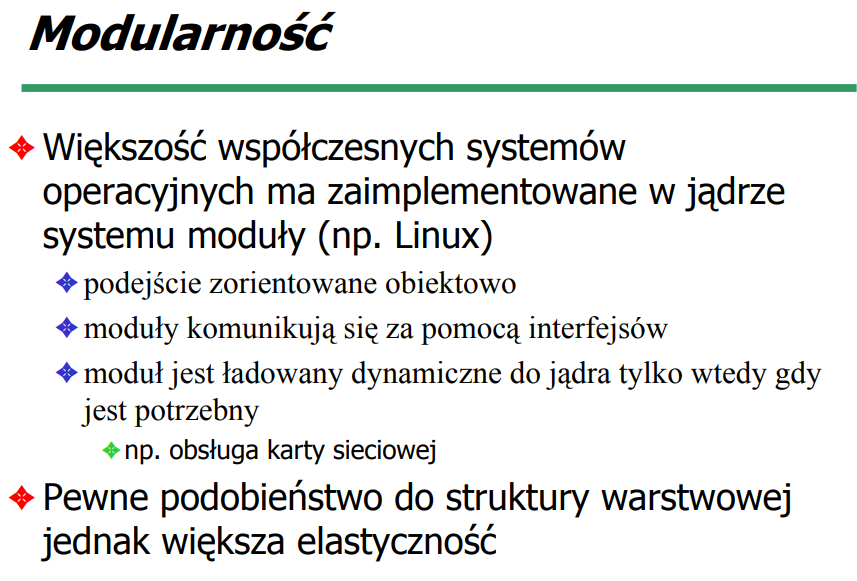 Modularność
Większość współczesnych systemów
operacyjnych ma zaimplementowane w jądrze
systemu moduły (np. Linux)
podejście zorientowane obiektowo
moduły komunikują się za pomocą interfejsów
moduł jest ładowany dynamiczne do jądra tylko wtedy gdy
jest potrzebny
np. obsługa karty sieciowej
Pewne podobieństwo do struktury warstwowej
jednak większa elastyczność